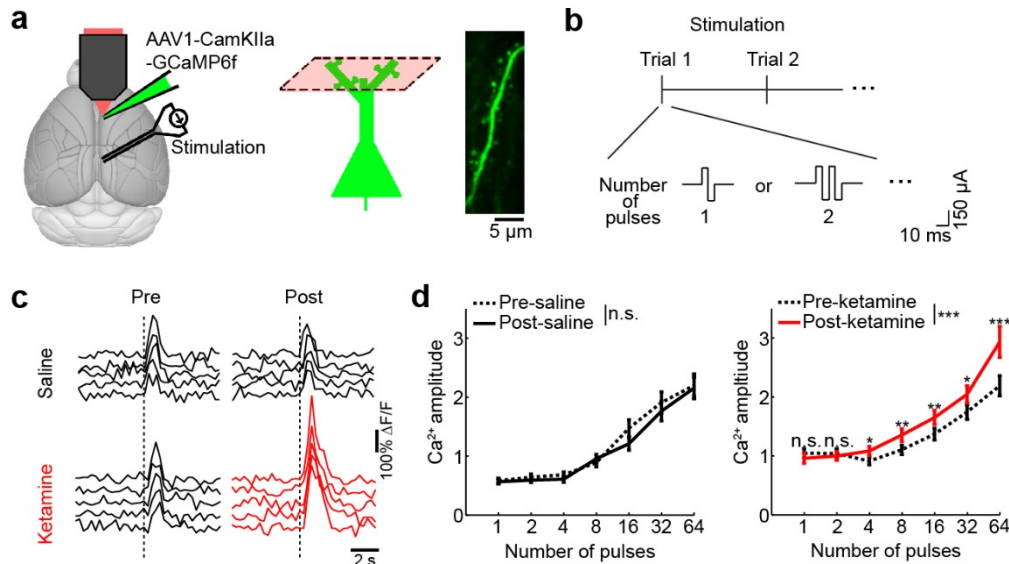 a
AAV1-CamKIIa
-GCaMP6f
Stimulation
5 µm
b
Stimulation
Trial 1
Trial 2
...
Number
of
pulses
1
or
2
...
10 ms
150 µA
c
Pre
Post
Saline
Ketamine
100% ΔF/F
2 s
d
Pre-saline
Post-saline
n.s.
Ca²⁺ amplitude
3
2
1
0
1 2 4 8 16 32 64
Number of pulses
Pre-ketamine
Post-ketamine
***
Ca²⁺ ampltiude
3
2
1
0
n.s. n.s. * ** ** * ***
1 2 4 8 16 32 64
Number of pulses